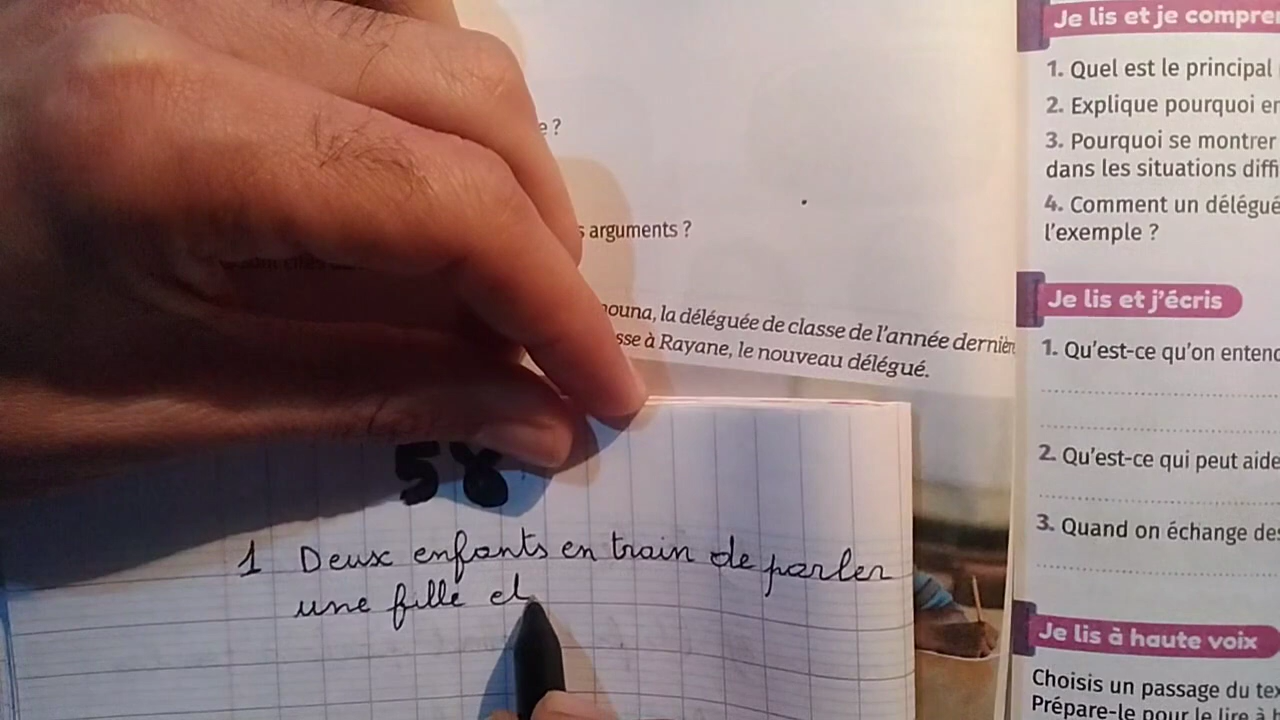 e ?
s arguments ?
ouna, la déléguée de classe de l'année dernièr
sse à Rayane, le nouveau délégué.
58
1 Deux enfants en train de parler
une fille et
Je lis et je compre
1. Quel est le principal
2. Explique pourquoi en
3. Pourquoi se montrer
dans les situations diffi
4. Comment un délégué
l'exemple ?
Je lis et j'écris
1. Qu'est-ce qu'on entend
2. Qu'est-ce qui peut aide
3. Quand on échange des
Je lis à haute voix
Choisis un passage du tex
Prépare-le pour le lire à h